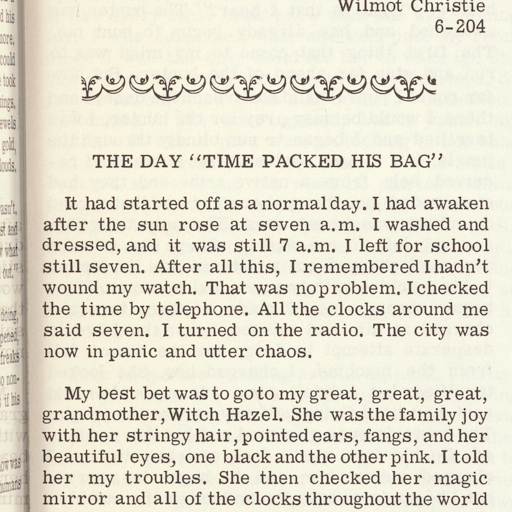 Wilmot Christie
6-204
THE DAY "TIME PACKED HIS BAG"
It had started off as a normal day. I had awaken
after the sun rose at seven a.m. I washed and
dressed, and it was still 7 a.m. I left for school
still seven. After all this, I remembered I hadn't
wound my watch. That was no problem. I checked
the time by telephone. All the clocks around me
said seven. I turned on the radio. The city was
now in panic and utter chaos.
My best bet was to go to my great, great, great,
grandmother, Witch Hazel. She was the family joy
with her stringy hair, pointed ears, fangs, and her
beautiful eyes, one black and the other pink. I told
her my troubles. She then checked her magic
mirror and all of the clocks throughout the world